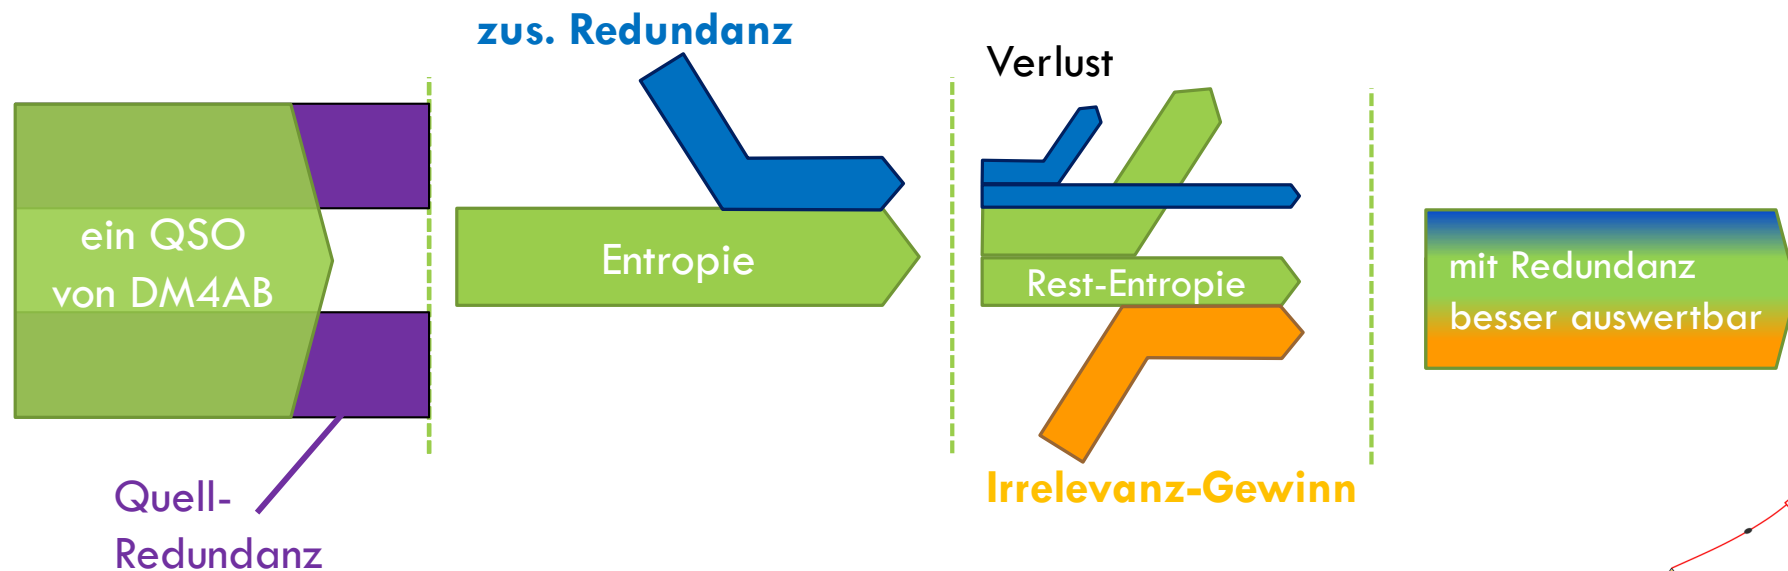 zus. Redundanz
Verlust
ein QSO
von DM4AB
Entropie
Rest-Entropie
mit Redundanz
besser auswertbar
Irrelevanz-Gewinn
Quell-
Redundanz